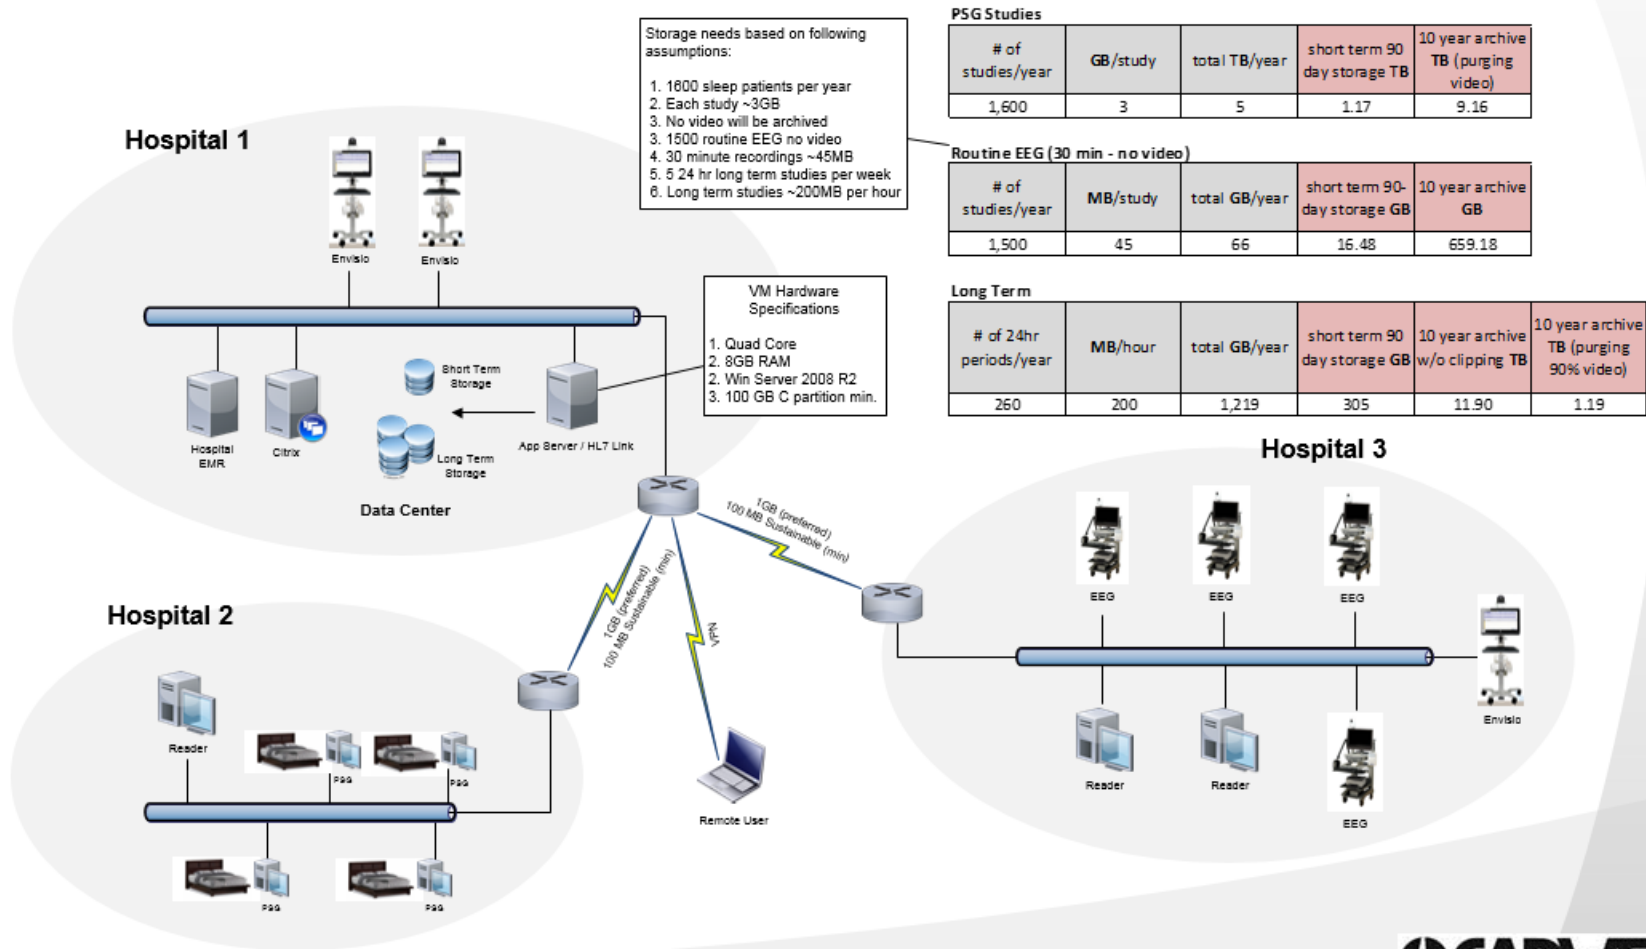 PSG Studies
# of studies/year
GB/study
total TB/year
short term 90 day storage TB
10 year archive TB (purging video)
1,600
3
5
1.17
9.16
Storage needs based on following
assumptions:
1. 1600 sleep patients per year
2. Each study ~3GB
3. No video will be archived
3. 1500 routine EEG no video
4. 30 minute recordings ~45MB
5. 5 24 hr long term studies per week
6. Long term studies ~200MB per hour
Routine EEG (30 min - no video)
# of studies/year
MB/study
total GB/year
short term 90-day storage GB
10 year archive GB
1,500
45
66
16.48
659.18
Long Term
# of 24hr periods/year
MB/hour
total GB/year
short term 90 day storage GB
10 year archive w/o clipping TB
10 year archive TB (purging 90% video)
260
200
1,219
305
11.90
1.19
Hospital 1
Envisio
Envisio
VM Hardware
Specifications
1. Quad Core
2. 8GB RAM
2. Win Server 2008 R2
3. 100 GB C partition min.
Short Term
Storage
Hospital
EMR
Citrix
Long Term
Storage
App Server / HL7 Link
Data Center
1GB (preferred)
100 MB Sustainable (min)
1GB (preferred)
100 MB Sustainable (min)
VPN
Remote User
Hospital 2
Reader
PSG
PSG
PSG
PSG
Hospital 3
EEG
EEG
EEG
Envisio
Reader
Reader
EEG